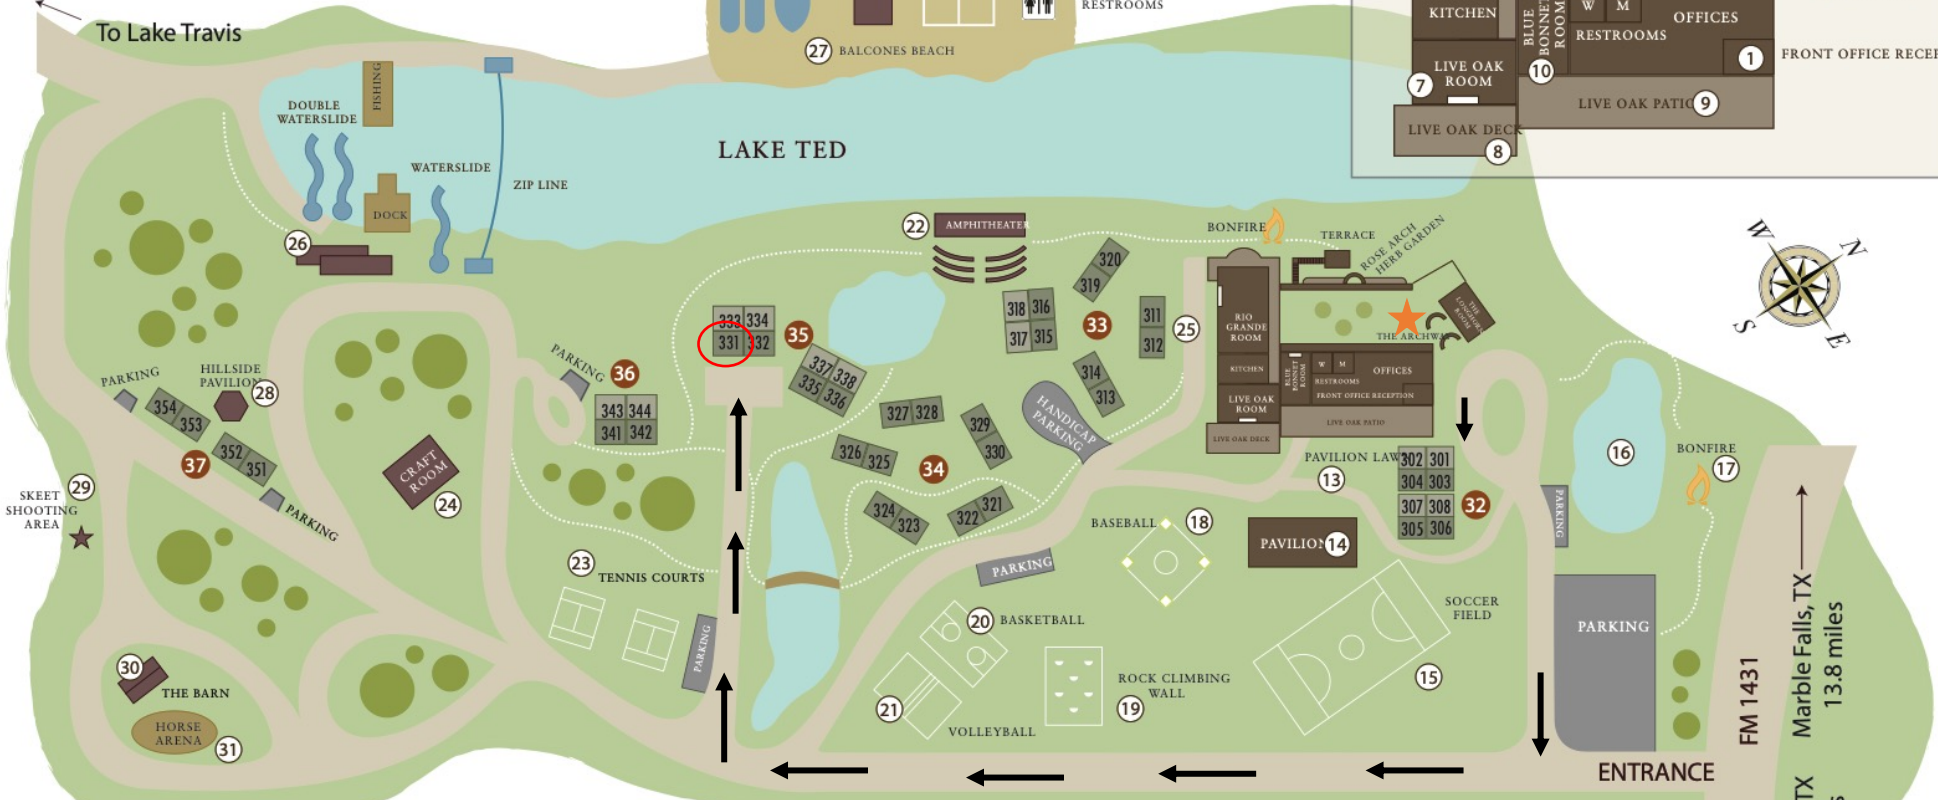 To Lake Travis
RESTROOMS
27 BALCONES BEACH
KITCHEN
BLUE BONNET ROOM
W M
OFFICES
RESTROOMS
LIVE OAK ROOM
7
10
1 FRONT OFFICE RECEP
LIVE OAK PATIO 9
LIVE OAK DECK
8
FISHING
DOUBLE WATERSLIDE
WATERSLIDE
ZIP LINE
DOCK
LAKE TED
26
22 AMPHITHEATER
BONFIRE
TERRACE
ROSE ARCH
HERB GARDEN
THE LONGHORN ROOM
THE ARCHWAY
W N
S E
320
319
318 316
317 315
33
311
312
25
314
313
333 334
331 332
35
337 338
335 336
RIO GRANDE ROOM
KITCHEN
LIVE OAK ROOM
LIVE OAK DECK
BLUE BONNET ROOM
W M
RESTROOMS
OFFICES
FRONT OFFICE RECEPTION
LIVE OAK PATIO
PARKING
36
343 344
341 342
PARKING
HILLSIDE PAVILION
28
354
353
352
351
37
PARKING
CRAFT ROOM
24
29
SKEET SHOOTING AREA
327 328
329
330
326
325
34
324
323
322
321
HANDICAP PARKING
PAVILION LAWN
13
302 301
304 303
307 308
305 306
32
16
BONFIRE
17
PARKING
BASEBALL
18
PAVILION 14
PARKING
23
TENNIS COURTS
PARKING
20 BASKETBALL
21
VOLLEYBALL
ROCK CLIMBING WALL
19
SOCCER FIELD
15
PARKING
30
THE BARN
HORSE ARENA
31
FM 1431
Marble Falls, TX
13.8 miles
ENTRANCE
TX